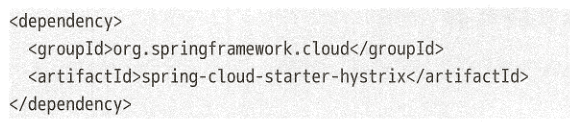 <dependency>
  <groupId>org.springframework.cloud</groupId>
  <artifactId>spring-cloud-starter-hystrix</artifactId>
</dependency>